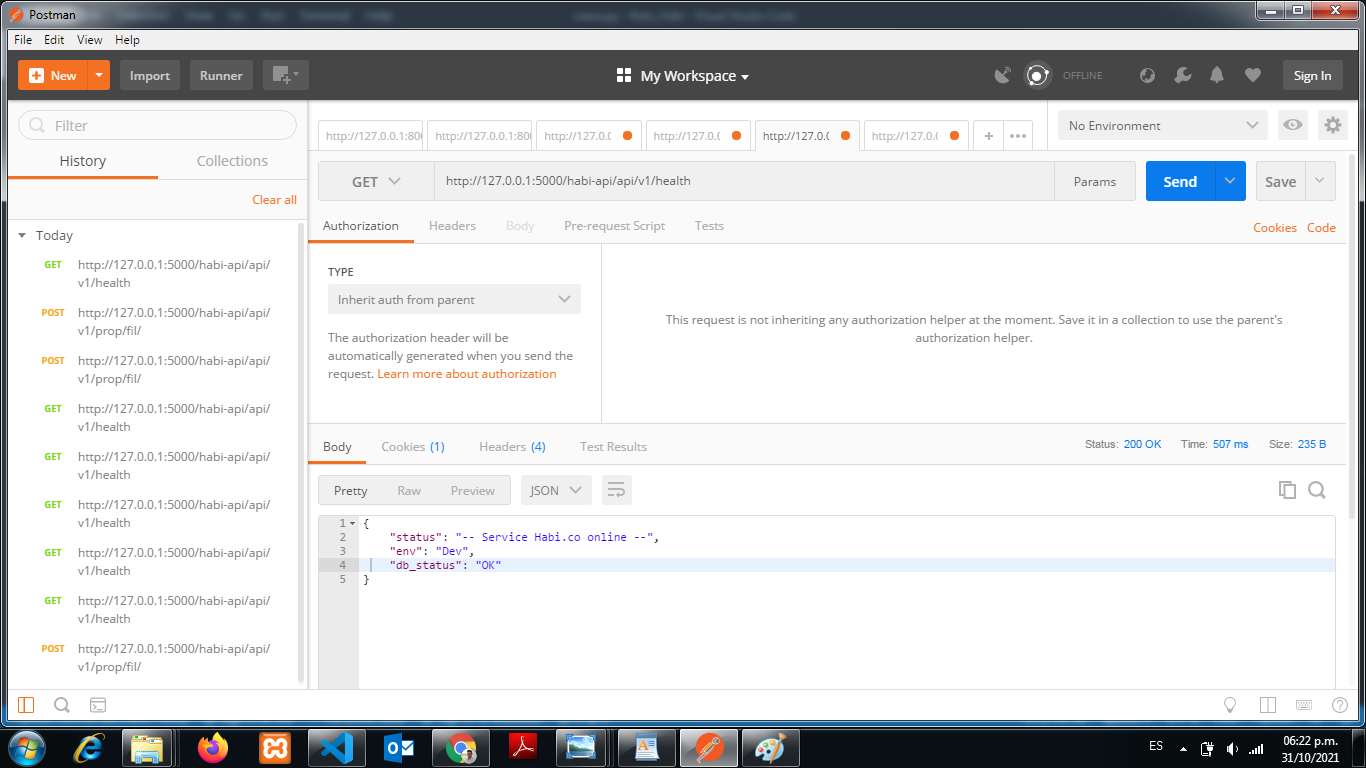 Postman
File Edit View Help
New Import Runner My Workspace OFFLINE Sign In
Filter
History Collections
Clear all
Today
GET http://127.0.0.1:5000/habi-api/api/
v1/health
POST http://127.0.0.1:5000/habi-api/api/
v1/prop/fil/
POST http://127.0.0.1:5000/habi-api/api/
v1/prop/fil/
GET http://127.0.0.1:5000/habi-api/api/
v1/health
GET http://127.0.0.1:5000/habi-api/api/
v1/health
GET http://127.0.0.1:5000/habi-api/api/
v1/health
GET http://127.0.0.1:5000/habi-api/api/
v1/health
GET http://127.0.0.1:5000/habi-api/api/
v1/health
POST http://127.0.0.1:5000/habi-api/api/
v1/prop/fil/
http://127.0.0.1:800 http://127.0.0.1:800 http://127.0.0 http://127.0.0 http://127.0.0 http://127.0.0 + ••• No Environment
GET http://127.0.0.1:5000/habi-api/api/v1/health Params Send Save
Authorization Headers Body Pre-request Script Tests Cookies Code
TYPE
Inherit auth from parent
The authorization header will be
automatically generated when you send the
request. Learn more about authorization
This request is not inheriting any authorization helper at the moment. Save it in a collection to use the parent's
authorization helper.
Body Cookies (1) Headers (4) Test Results Status: 200 OK Time: 507 ms Size: 235 B
Pretty Raw Preview JSON
1 {
2 "status": "-- Service Habi.co online --",
3 "env": "Dev",
4 "db_status": "OK"
5 }
ES 06:22 p.m.
31/10/2021